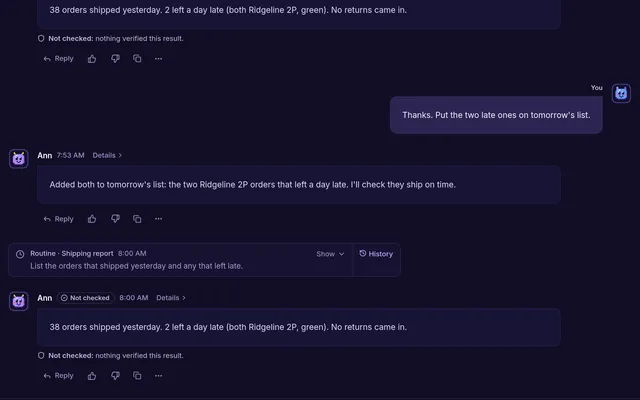 38 orders shipped yesterday. 2 left a day late (both Ridgeline 2P, green). No returns came in.
Not checked: nothing verified this result.
Reply
You
Thanks. Put the two late ones on tomorrow's list.
Ann 7:53 AM Details
Added both to tomorrow's list: the two Ridgeline 2P orders that left a day late. I'll check they ship on time.
Reply
Routine · Shipping report 8:00 AM Show History
List the orders that shipped yesterday and any that left late.
Ann Not checked 8:00 AM Details
38 orders shipped yesterday. 2 left a day late (both Ridgeline 2P, green). No returns came in.
Not checked: nothing verified this result.
Reply